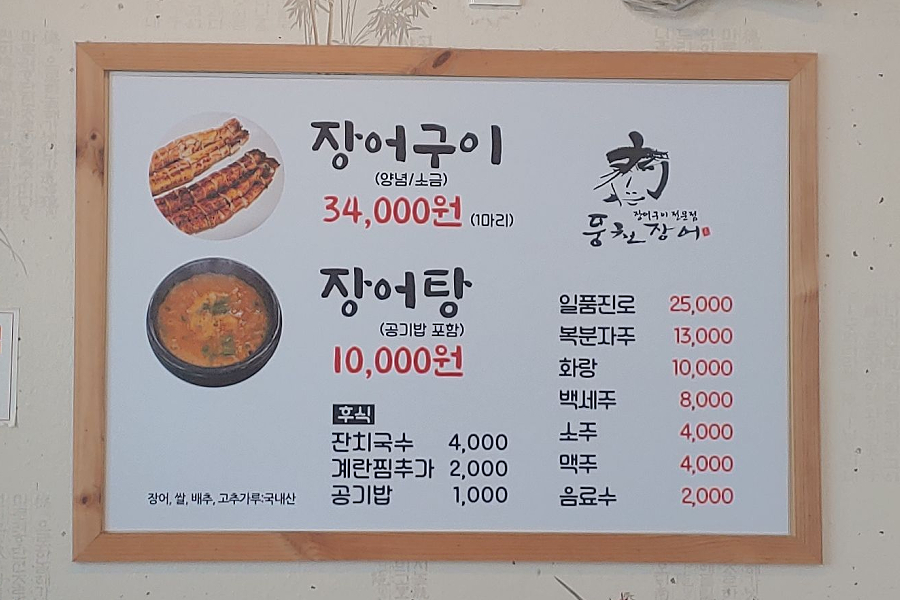 장어구이
(양념/소금)
34,000원 (1마리)
장어탕
(공기밥 포함)
10,000원
후식
잔치국수 4,000
계란찜추가 2,000
공기밥 1,000
장어, 쌀, 배추, 고추가루:국내산
장어구이 전문점
풍천장어
일품진로 25,000
복분자주 13,000
화랑 10,000
백세주 8,000
소주 4,000
맥주 4,000
음료수 2,000